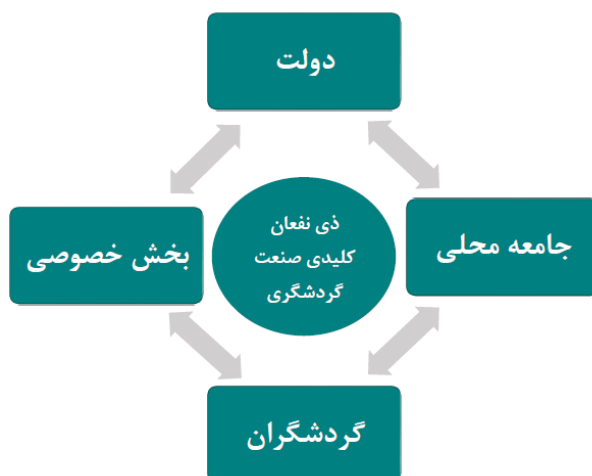 دولت
جامعه محلی
ذی نفعان
کلیدی صنعت
گردشگری
بخش خصوصی
گردشگران